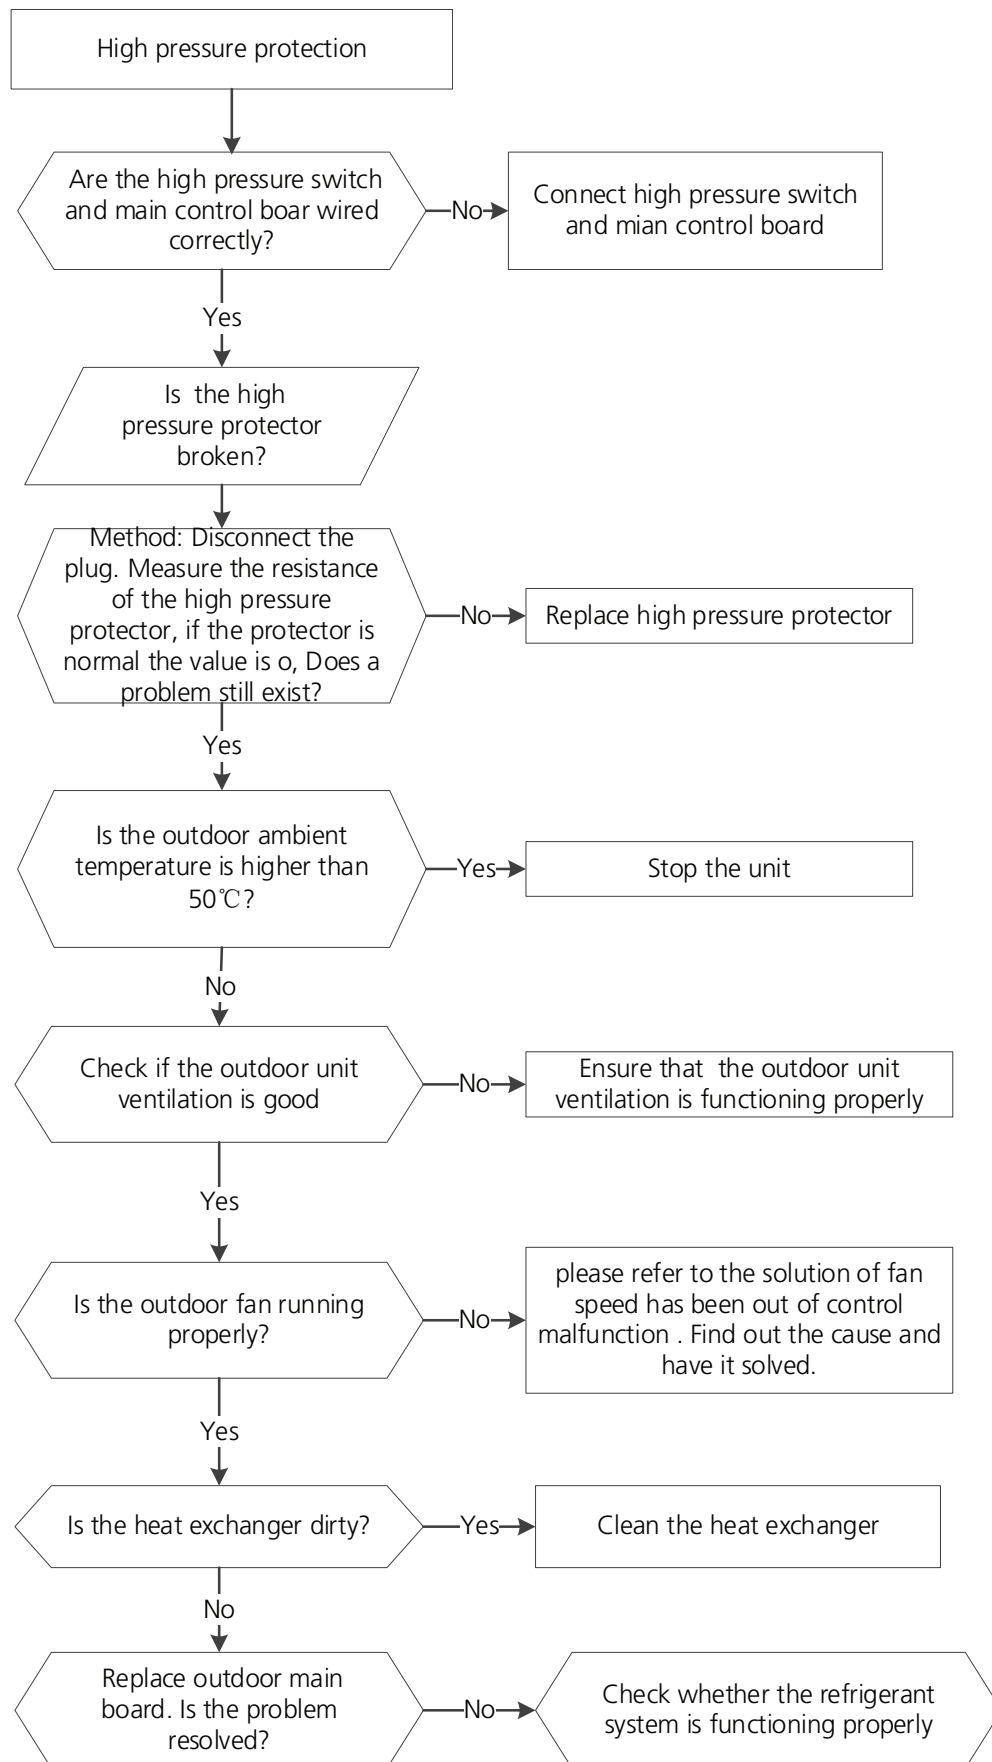 High pressure protection
Are the high pressure switch
and main control boar wired
correctly?
No
Connect high pressure switch
and mian control board
Yes
Is the high
pressure protector
broken?
Method: Disconnect the
plug. Measure the resistance
of the high pressure
protector, if the protector is
normal the value is o, Does a
problem still exist?
No
Replace high pressure protector
Yes
Is the outdoor ambient
temperature is higher than
50℃?
Yes
Stop the unit
No
Check if the outdoor unit
ventilation is good
No
Ensure that the outdoor unit
ventilation is functioning properly
Yes
Is the outdoor fan running
properly?
No
please refer to the solution of fan
speed has been out of control
malfunction . Find out the cause and
have it solved.
Yes
Is the heat exchanger dirty?
Yes
Clean the heat exchanger
No
Replace outdoor main
board. Is the problem
resolved?
No
Check whether the refrigerant
system is functioning properly